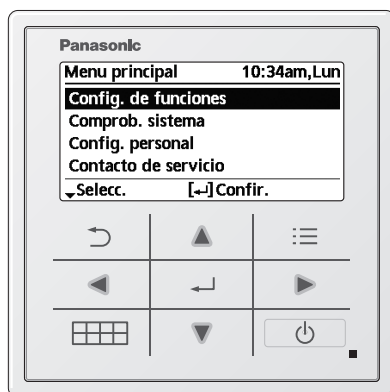 Panasonic
Menu principal 10:34am,Lun
Config. de funciones
Comprob. sistema
Config. personal
Contacto de servicio
Selecc. [↵]Confir.